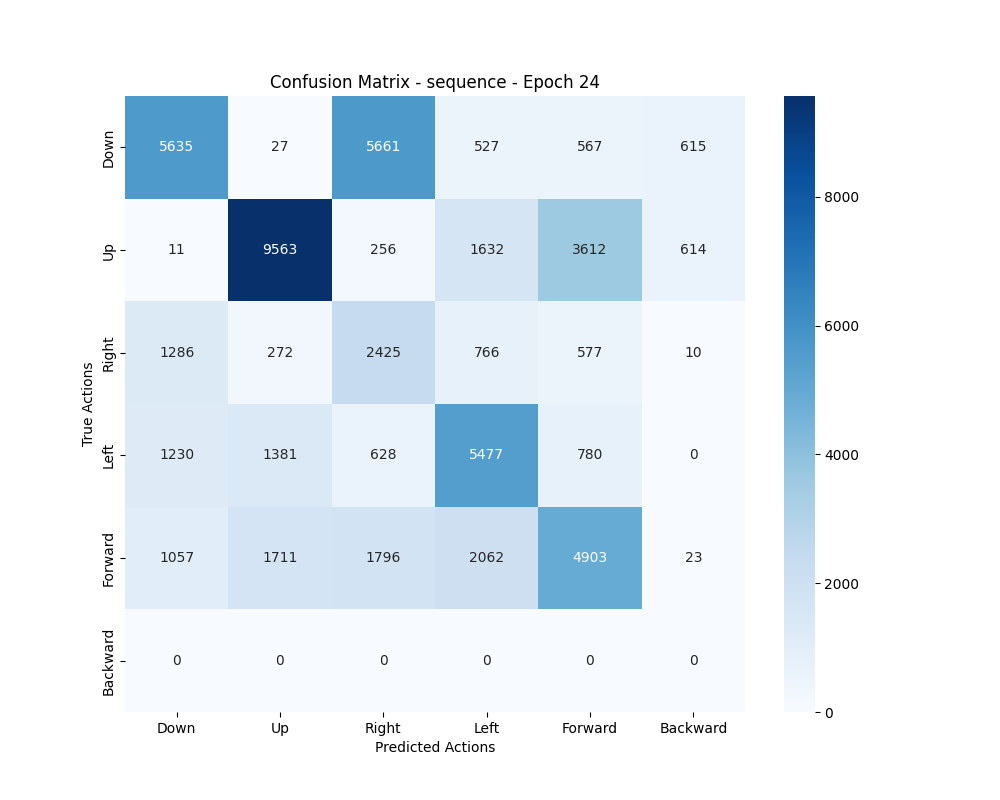 Confusion Matrix - sequence - Epoch 24
True Actions
Down 5635 27 5661 527 567 615
Up 11 9563 256 1632 3612 614
Right 1286 272 2425 766 577 10
Left 1230 1381 628 5477 780 0
Forward 1057 1711 1796 2062 4903 23
Backward 0 0 0 0 0 0
Down Up Right Left Forward Backward
Predicted Actions
8000
6000
4000
2000
0